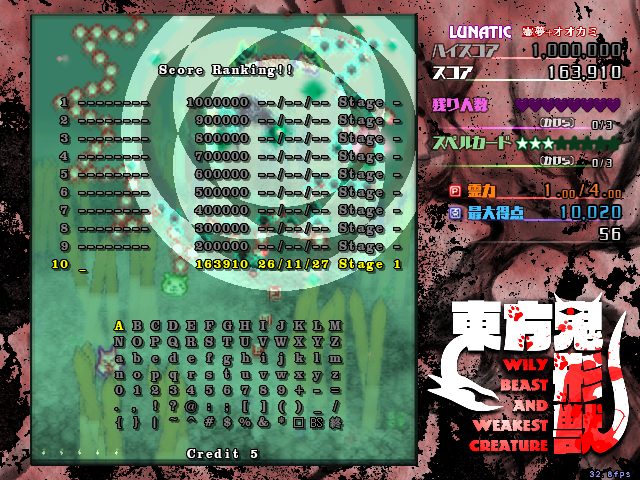 Score Ranking!!
1 -------- 1000000 --/--/-- Stage -
2 -------- 900000 --/--/-- Stage -
3 -------- 800000 --/--/-- Stage -
4 -------- 700000 --/--/-- Stage -
5 -------- 600000 --/--/-- Stage -
6 -------- 500000 --/--/-- Stage -
7 -------- 400000 --/--/-- Stage -
8 -------- 300000 --/--/-- Stage -
9 -------- 200000 --/--/-- Stage -
10 _ 163910 26/11/27 Stage 1
A B C D E F G H I J K L M
N O P Q R S T U V W X Y Z
a b c d e f g h i j k l m
n o p q r s t u v w x y z
0 1 2 3 4 5 6 7 8 9 + - =
. , ! ? @ : ; [ ] ( ) _ /
{ } | ~ ^ # $ % & * □ BS 終
Credit 5
LUNATIC 霊夢+オオカミ
ハイスコア 1,000,000
スコア 163,910
残り人数
(かけら) 0/3
スペルカード ★★★
(かけら) 0/3
P 霊力 1.00/4.00
最大得点 10,020
56
東方鬼形獣
WILY
BEAST
AND
WEAKEST
CREATURE
32.8fps